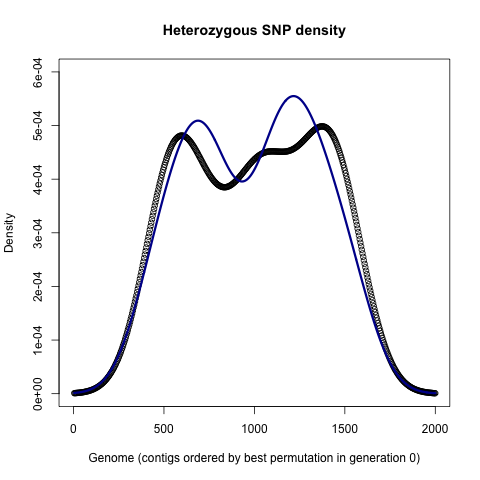 Heterozygous SNP density
6e-04
5e-04
4e-04
3e-04
2e-04
1e-04
0e+00
Density
0 500 1000 1500 2000
Genome (contigs ordered by best permutation in generation 0)